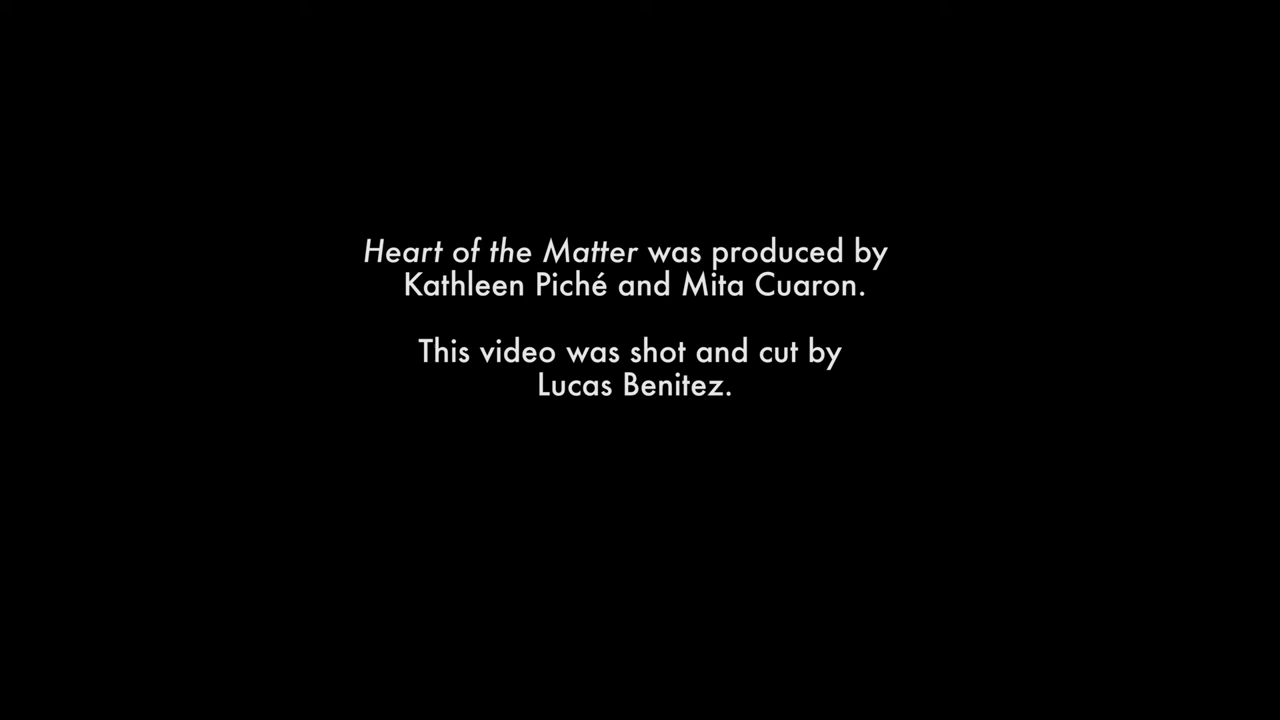 Heart of the Matter was produced by
Kathleen Piché and Mita Cuaron.
This video was shot and cut by
Lucas Benitez.